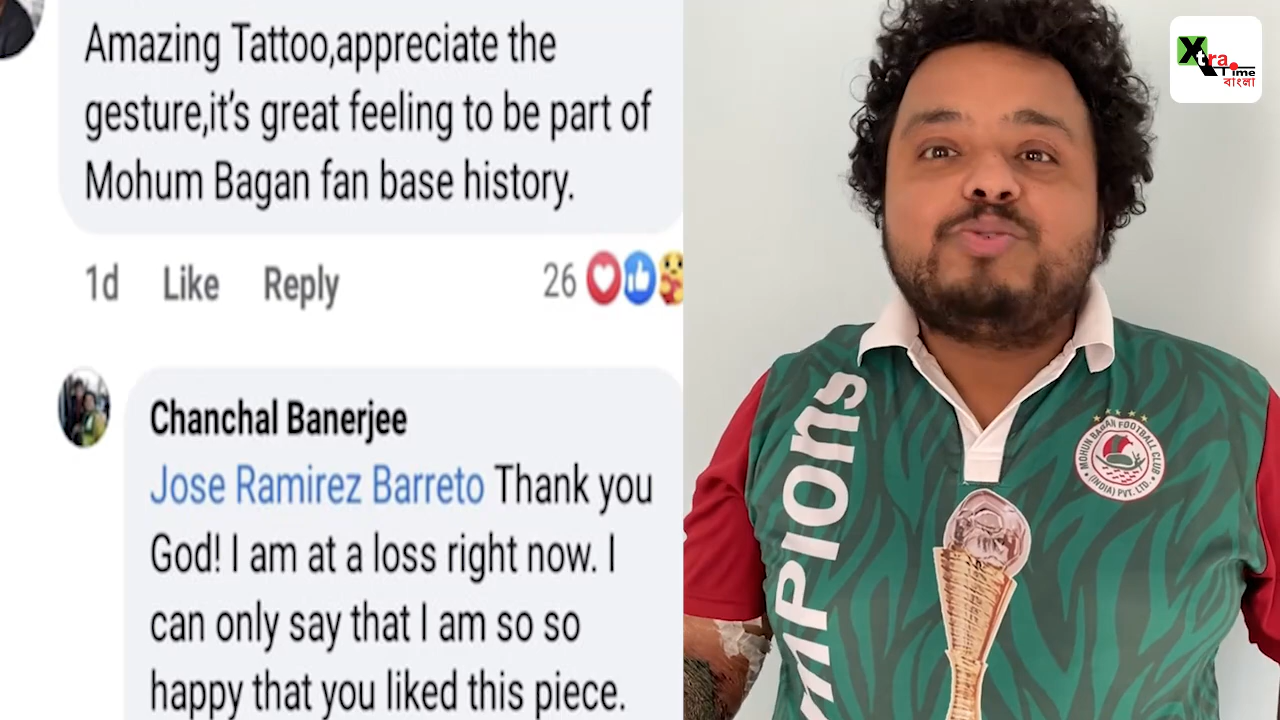 Amazing Tattoo,appreciate the
gesture,it's great feeling to be part of
Mohum Bagan fan base history.
1d Like Reply 26
Chanchal Banerjee
Jose Ramirez Barreto Thank you
God! I am at a loss right now. I
can only say that I am so so
happy that you liked this piece.
Xtra
Time
বাংলা
MPIONS
MOHUN BAGAN FOOTBALL CLUB
(INDIA) PVT. LTD.